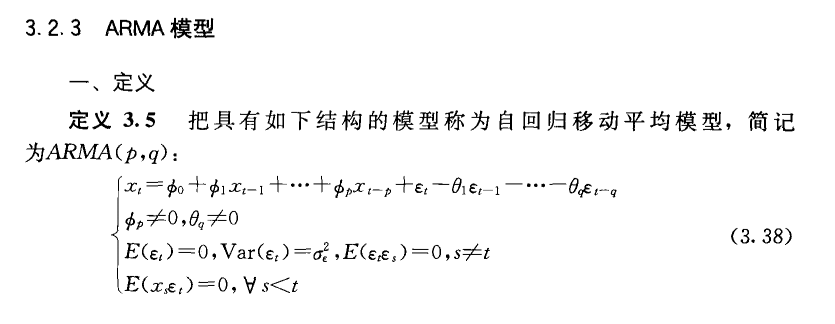 3.2.3 ARMA 模型
一、定义
定义 3.5 把具有如下结构的模型称为自回归移动平均模型，简记
为ARMA(p,q)：
x_t=ϕ_0+ϕ_1x_{t-1}+⋯+ϕ_px_{t-p}+ε_t-θ_1ε_{t-1}-⋯-θ_qε_{t-q}
ϕ_p≠0,θ_q≠0
E(ε_t)=0,Var(ε_t)=σ_ε^2,E(ε_tε_s)=0,s≠t
E(x_sε_t)=0,∀ s<t
(3.38)